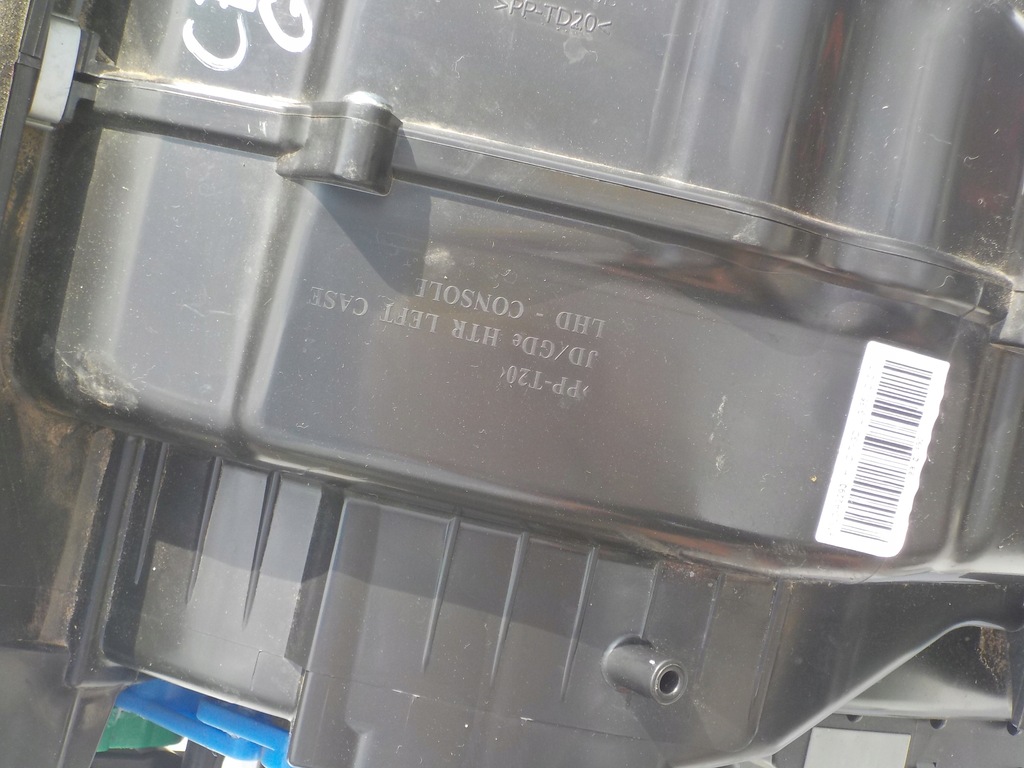 >PP-TD20<
>PP-T20<
JD/GDe HTR LEFT CASE
LHD - CONSOLE